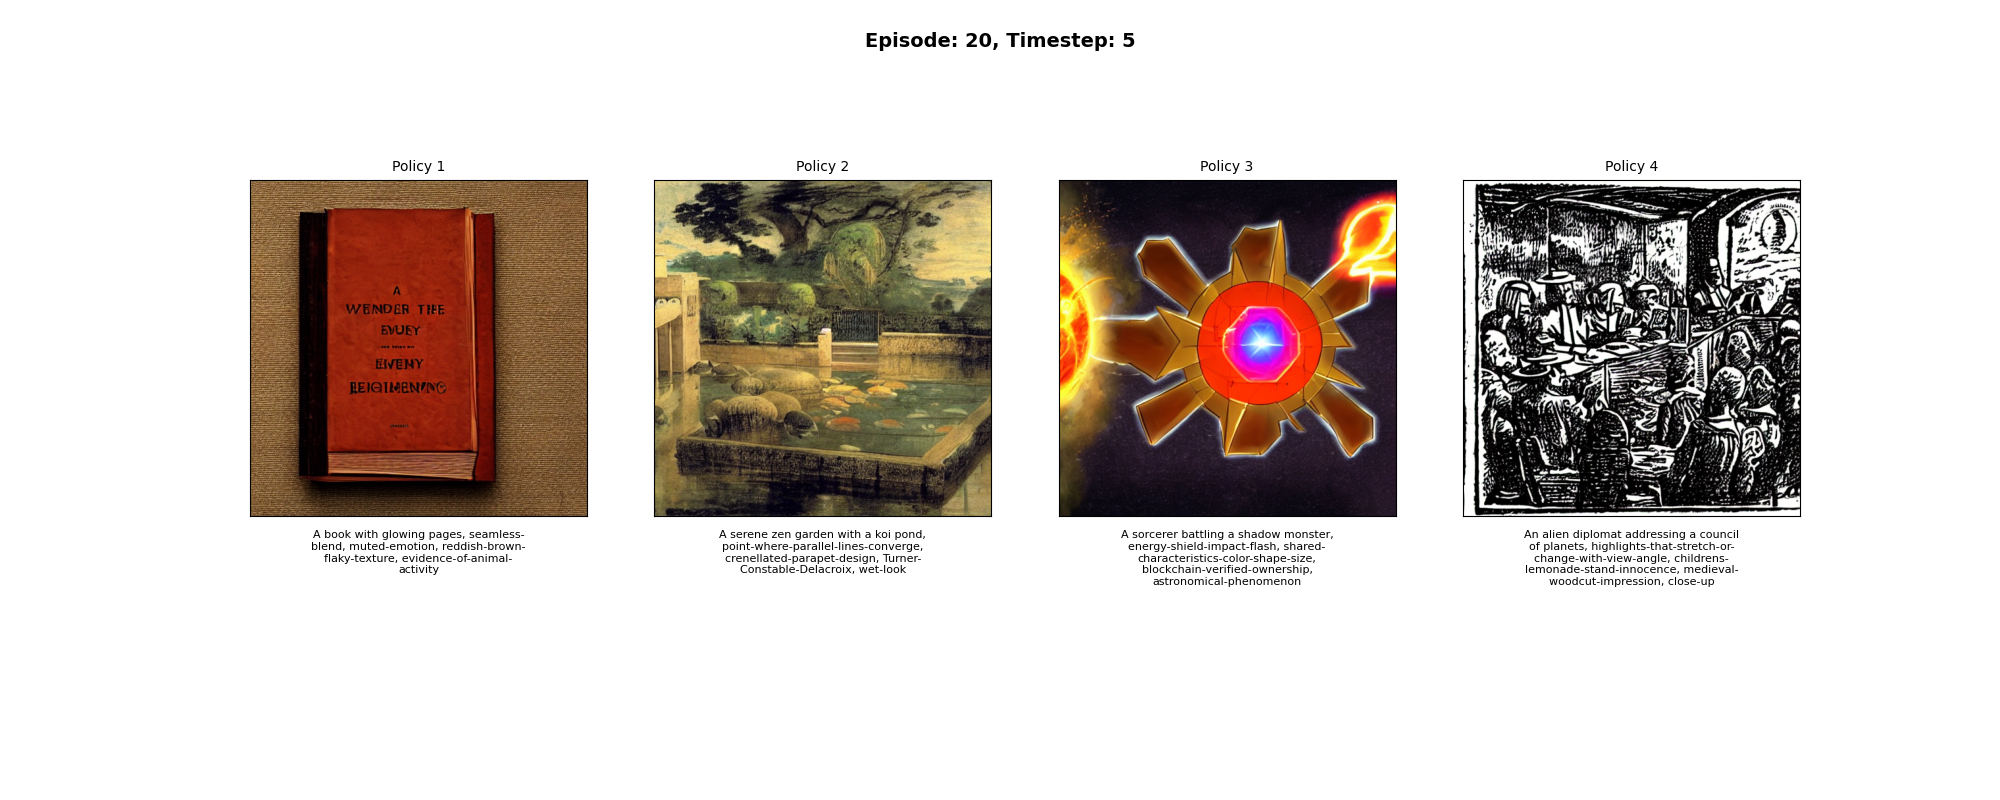 Episode: 20, Timestep: 5
Policy 1
Policy 2
Policy 3
Policy 4
A
WENDER THE
EVUEY
EWENY
A book with glowing pages, seamless-
blend, muted-emotion, reddish-brown-
flaky-texture, evidence-of-animal-
activity
A serene zen garden with a koi pond,
point-where-parallel-lines-converge,
crenellated-parapet-design, Turner-
Constable-Delacroix, wet-look
A sorcerer battling a shadow monster,
energy-shield-impact-flash, shared-
characteristics-color-shape-size,
blockchain-verified-ownership,
astronomical-phenomenon
An alien diplomat addressing a council
of planets, highlights-that-stretch-or-
change-with-view-angle, childrens-
lemonade-stand-innocence, medieval-
woodcut-impression, close-up